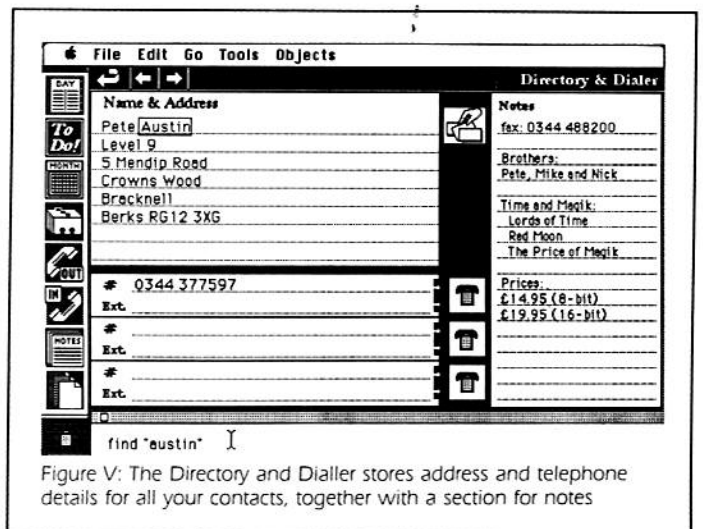 File Edit Go Tools Objects
Directory & Dialer
DAY
To Do!
MONTH
OUT
IN
NOTES
Name & Address
Pete Austin
Level 9
5 Mendip Road
Crowns Wood
Bracknell
Berks RG12 3XG
# 0344 377597
Ext.
#
Ext.
#
Ext.
Notes
fax: 0344 488200
Brothers:
Pete, Mike and Nick
Time and Magik:
Lords of Time
Red Moon
The Price of Magik
Prices:
£14.95 (8-bit)
£19.95 (16-bit)
find "austin"
Figure V: The Directory and Dialler stores address and telephone
details for all your contacts, together with a section for notes